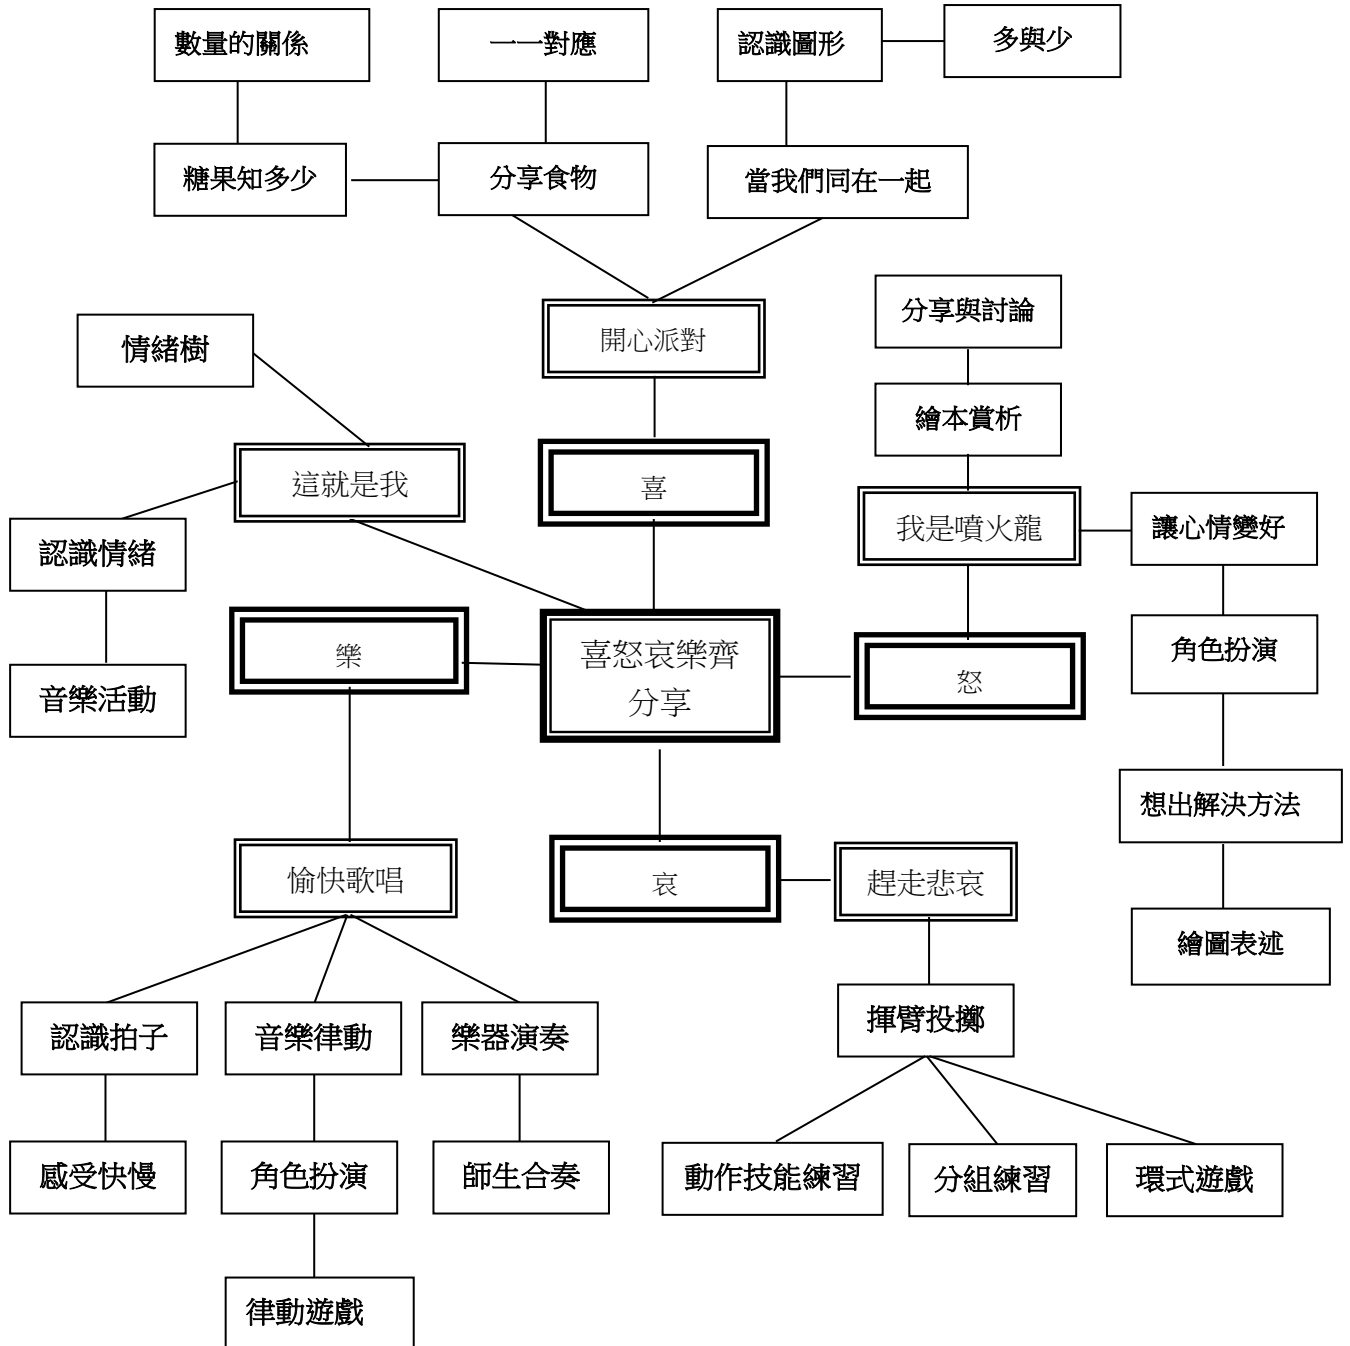 數量的關係
一一對應
認識圖形
多與少
糖果知多少
分享食物
當我們同在一起
分享與討論
開心派對
情緒樹
繪本賞析
這就是我
喜
我是噴火龍
讓心情變好
認識情緒
樂
喜怒哀樂齊
分享
怒
角色扮演
音樂活動
想出解決方法
愉快歌唱
哀
趕走悲哀
繪圖表述
認識拍子
音樂律動
樂器演奏
揮臂投擲
感受快慢
角色扮演
師生合奏
動作技能練習
分組練習
環式遊戲
律動遊戲